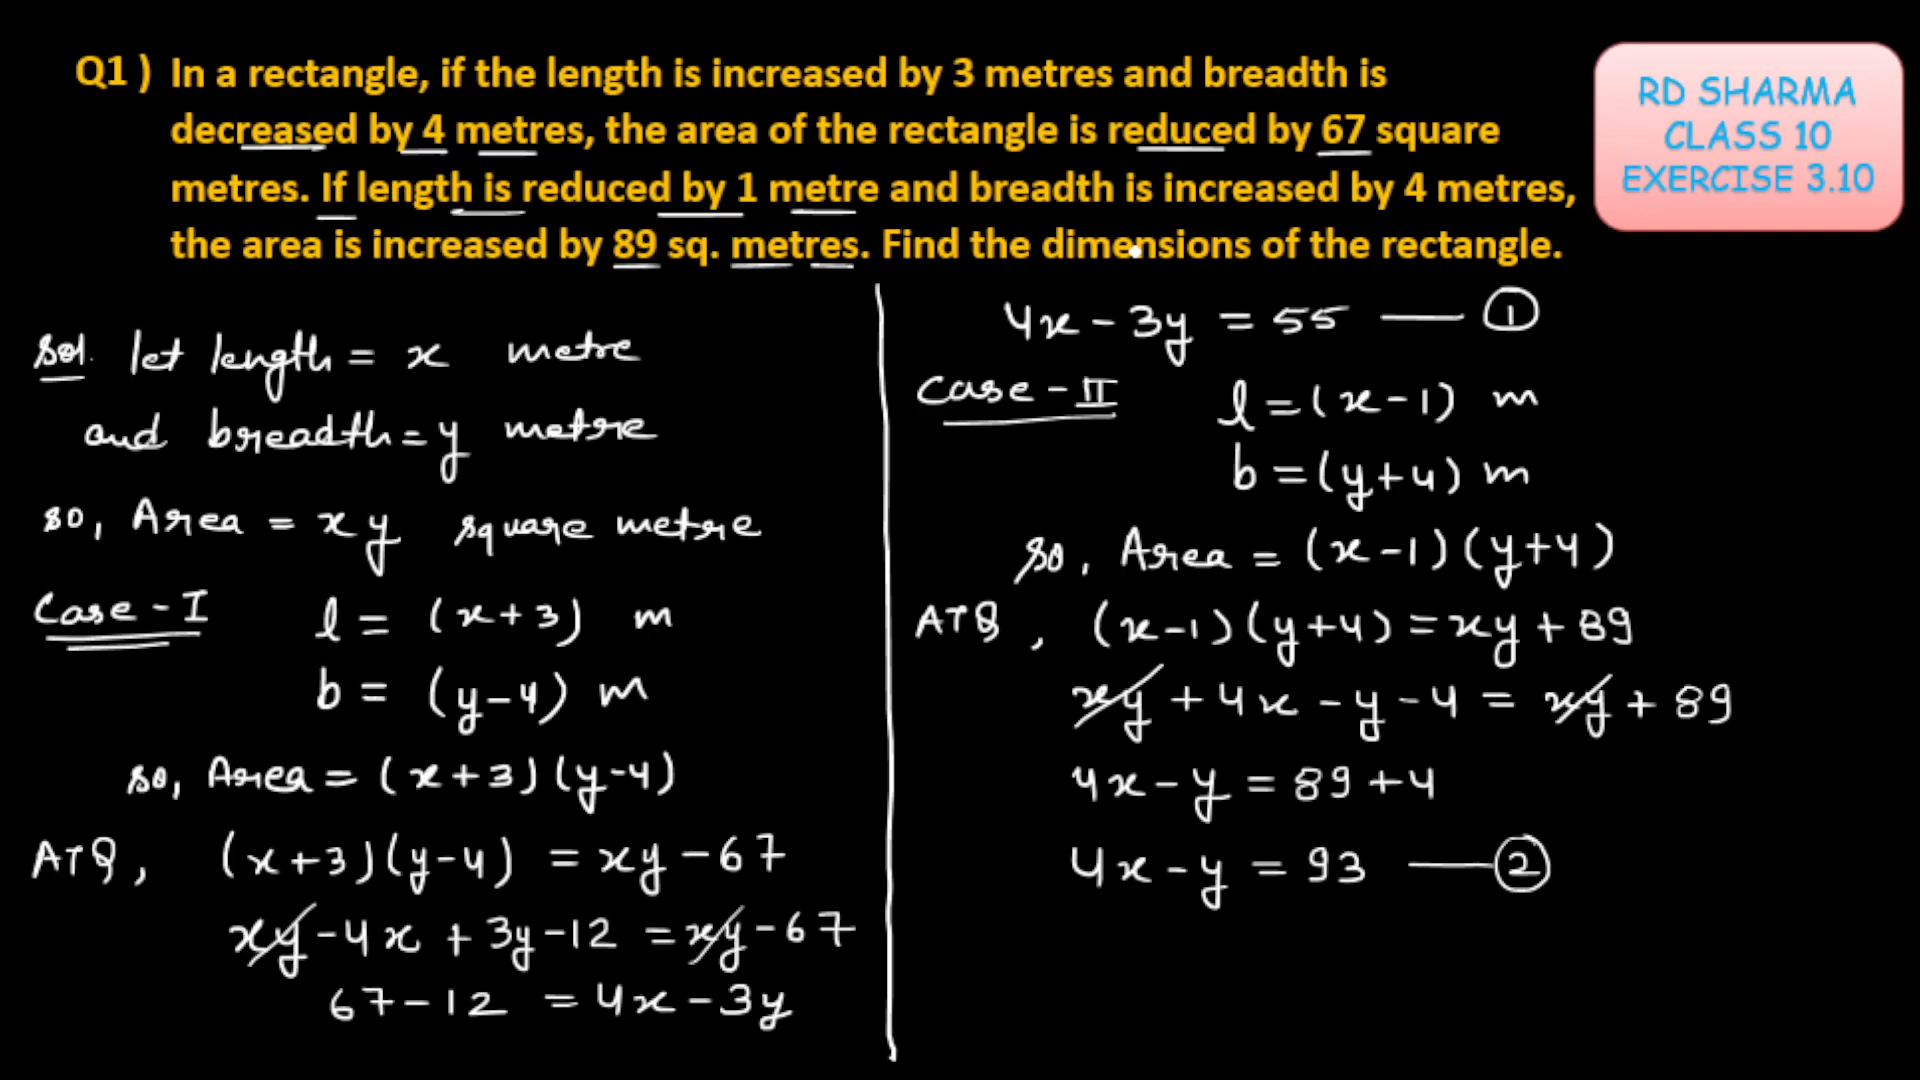 Q1 ) In a rectangle, if the length is increased by 3 metres and breadth is
decreased by 4 metres, the area of the rectangle is reduced by 67 square
metres. If length is reduced by 1 metre and breadth is increased by 4 metres,
the area is increased by 89 sq. metres. Find the dimensions of the rectangle.
RD SHARMA
CLASS 10
EXERCISE 3.10
Sol. let length = x metre
and breadth = y metre
so, Area = xy square metre
Case - I l = (x+3) m
b = (y-4) m
so, Area = (x+3)(y-4)
ATQ, (x+3)(y-4) = xy - 67
xy - 4x + 3y - 12 = xy - 67
67 - 12 = 4x - 3y
4x - 3y = 55 — ①
Case - II l = (x-1) m
b = (y+4) m
so, Area = (x-1)(y+4)
ATQ, (x-1)(y+4) = xy + 89
xy + 4x - y - 4 = xy + 89
4x - y = 89 + 4
4x - y = 93 — ②